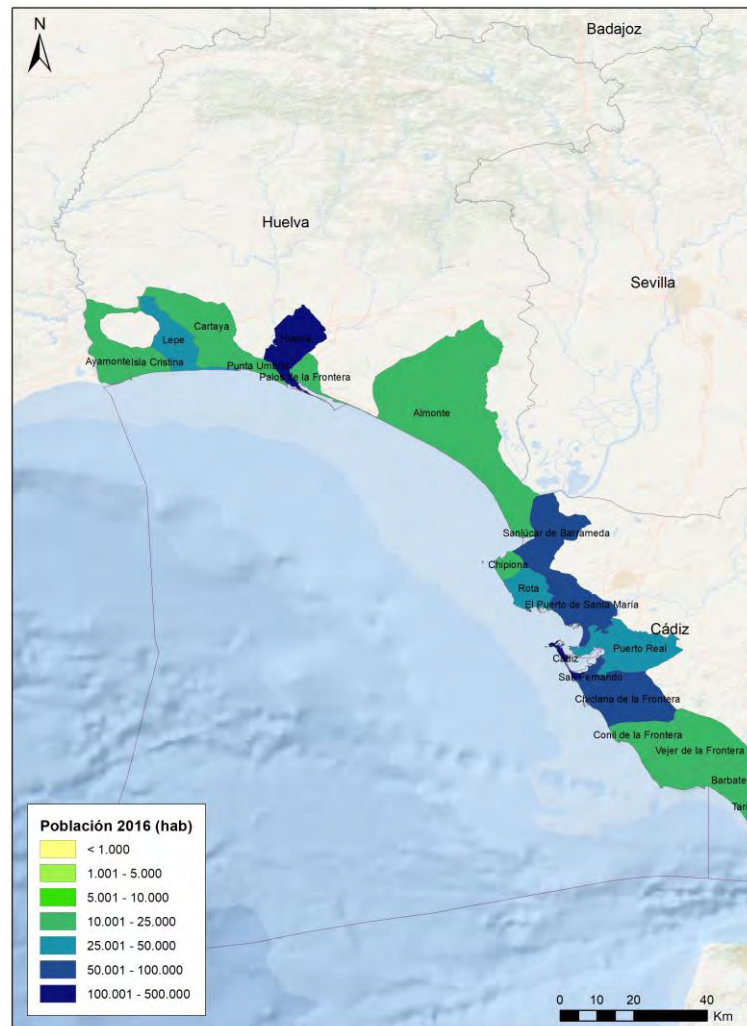 N
Badajoz
Huelva
Sevilla
Cartaya
Lepe
Huelva
Ayamonte
Isla Cristina
Punta Umbría
Palos de la Frontera
Almonte
Sanlúcar de Barrameda
Chipiona
Rota
El Puerto de Santa María
Cádiz
Puerto Real
Cádiz
San Fernando
Chiclana de la Frontera
Conil de la Frontera
Vejer de la Frontera
Barbate
Tari
Población 2016 (hab)
< 1.000
1.001 - 5.000
5.001 - 10.000
10.001 - 25.000
25.001 - 50.000
50.001 - 100.000
100.001 - 500.000
0 10 20 40
Km